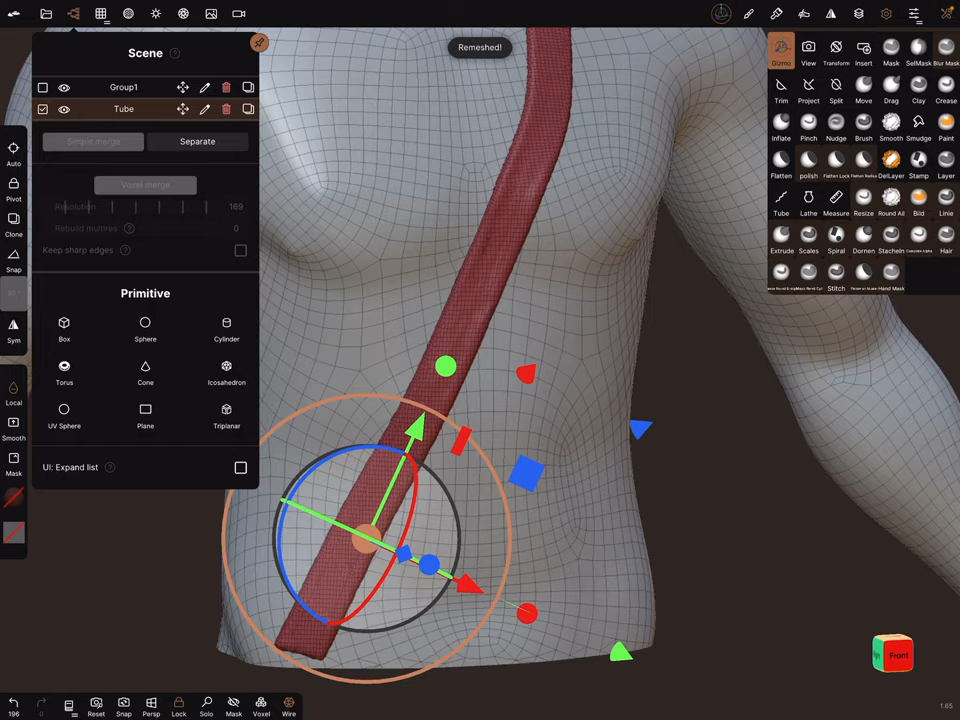 Scene
Remeshed!
Group1
Tube
Simple merge
Separate
Voxel merge
Resolution
169
Rebuild multires
0
Keep sharp edges
Primitive
Box
Sphere
Cylinder
Torus
Cone
Icosahedron
UV Sphere
Plane
Triplanar
UI: Expand list
Auto
Pivot
Clone
Snap
Sym
Local
Smooth
Mask
Gizmo
View
Transform
Insert
Mask
SelMask
Blur Mask
Trim
Project
Split
Move
Drag
Clay
Crease
Inflate
Pinch
Nudge
Brush
Smooth
Smudge
Paint
Flatten
polish
Flatten Lock
Flatten Radius
DelLayer
Stamp
Layer
Tube
Lathe
Measure
Resize
Round All
Bild
Linie
Extrude
Scales
Spiral
Dornen
Stacheln
Hair
Stitch
Hand Mask
Front
196
0
Reset
Snap
Persp
Lock
Solo
Mask
Voxel
Wire
1.65